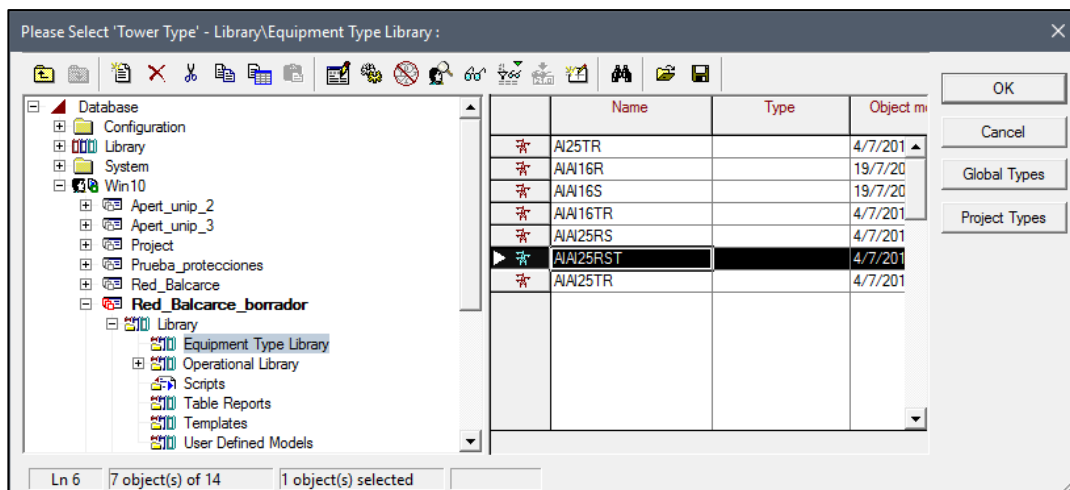 Please Select 'Tower Type' - Library\Equipment Type Library :
Database
Configuration
Library
System
Win10
Apert_unip_2
Apert_unip_3
Project
Prueba_protecciones
Red_Balcarce
Red_Balcarce_borrador
Library
Equipment Type Library
Operational Library
Scripts
Table Reports
Templates
User Defined Models
Name Type Object m
AlAl25TR 4/7/201
AlAl16R 19/7/20
AlAl16S 19/7/20
AlAl16TR 4/7/201
AlAl25RS 4/7/201
AlAl25RST 4/7/201
AlAl25TR 4/7/201
OK
Cancel
Global Types
Project Types
Ln 6 7 object(s) of 14 1 object(s) selected